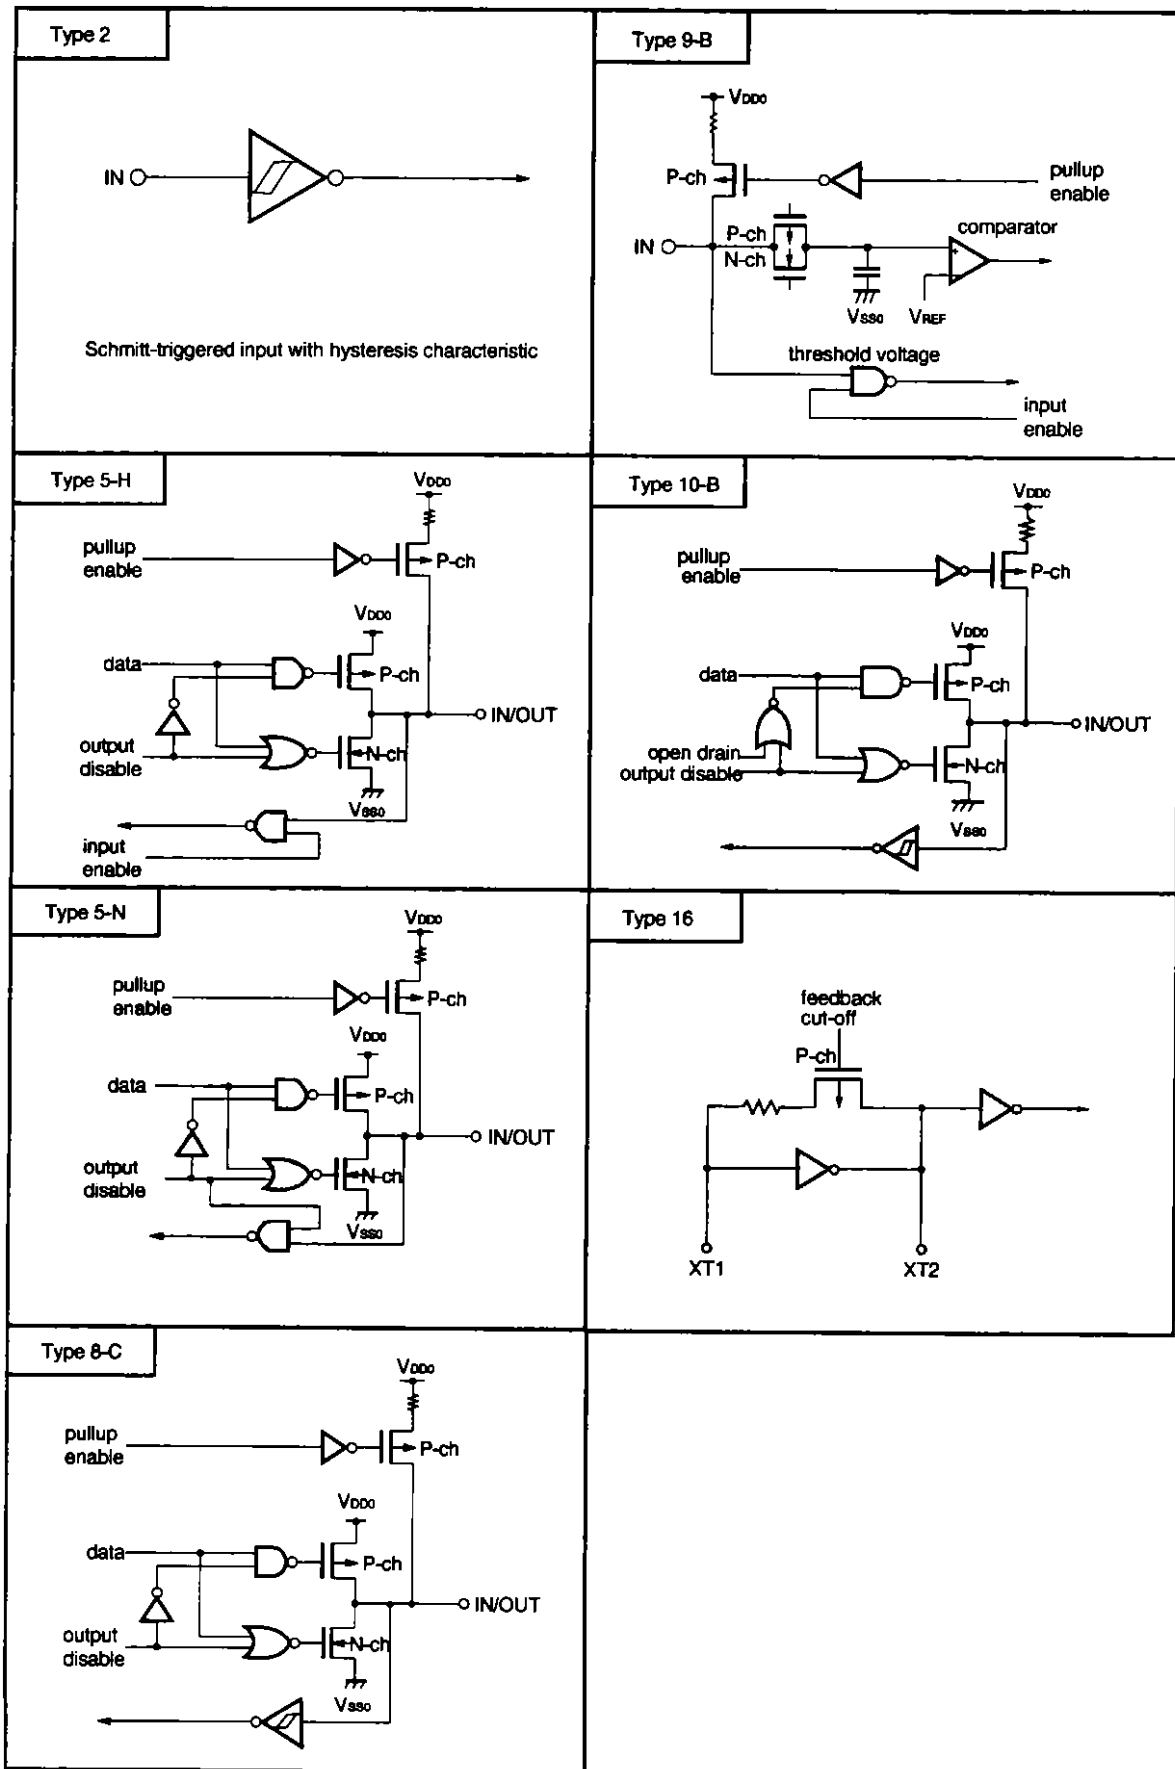 Type 2
IN
Schmitt-triggered input with hysteresis characteristic
Type 9-B
VDD0
P-ch
pullup
enable
IN
P-ch
N-ch
comparator
VSS0
VREF
threshold voltage
input
enable
Type 5-H
VDD0
pullup
enable
P-ch
VDD0
data
P-ch
IN/OUT
output
disable
N-ch
VSS0
input
enable
Type 10-B
VDD0
pullup
enable
P-ch
VDD0
data
P-ch
IN/OUT
open drain
output disable
N-ch
VSS0
Type 5-N
VDD0
pullup
enable
P-ch
VDD0
data
P-ch
IN/OUT
output
disable
N-ch
VSS0
Type 16
feedback
cut-off
P-ch
XT1
XT2
Type 8-C
VDD0
pullup
enable
P-ch
VDD0
data
P-ch
IN/OUT
output
disable
N-ch
VSS0